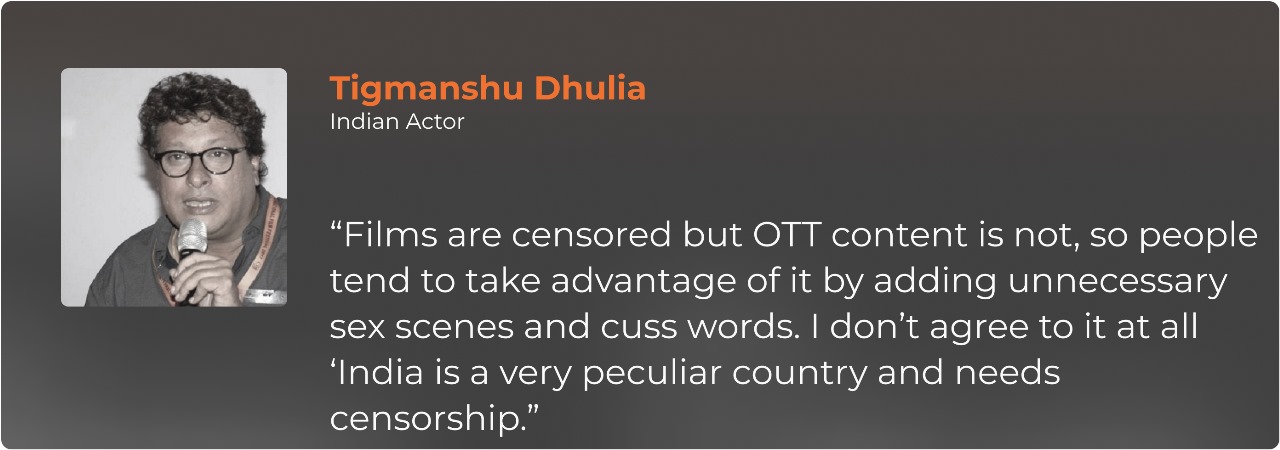 Tigmanshu Dhulia
Indian Actor
“Films are censored but OTT content is not, so people
tend to take advantage of it by adding unnecessary
sex scenes and cuss words. I don’t agree to it at all
‘India is a very peculiar country and needs
censorship.”